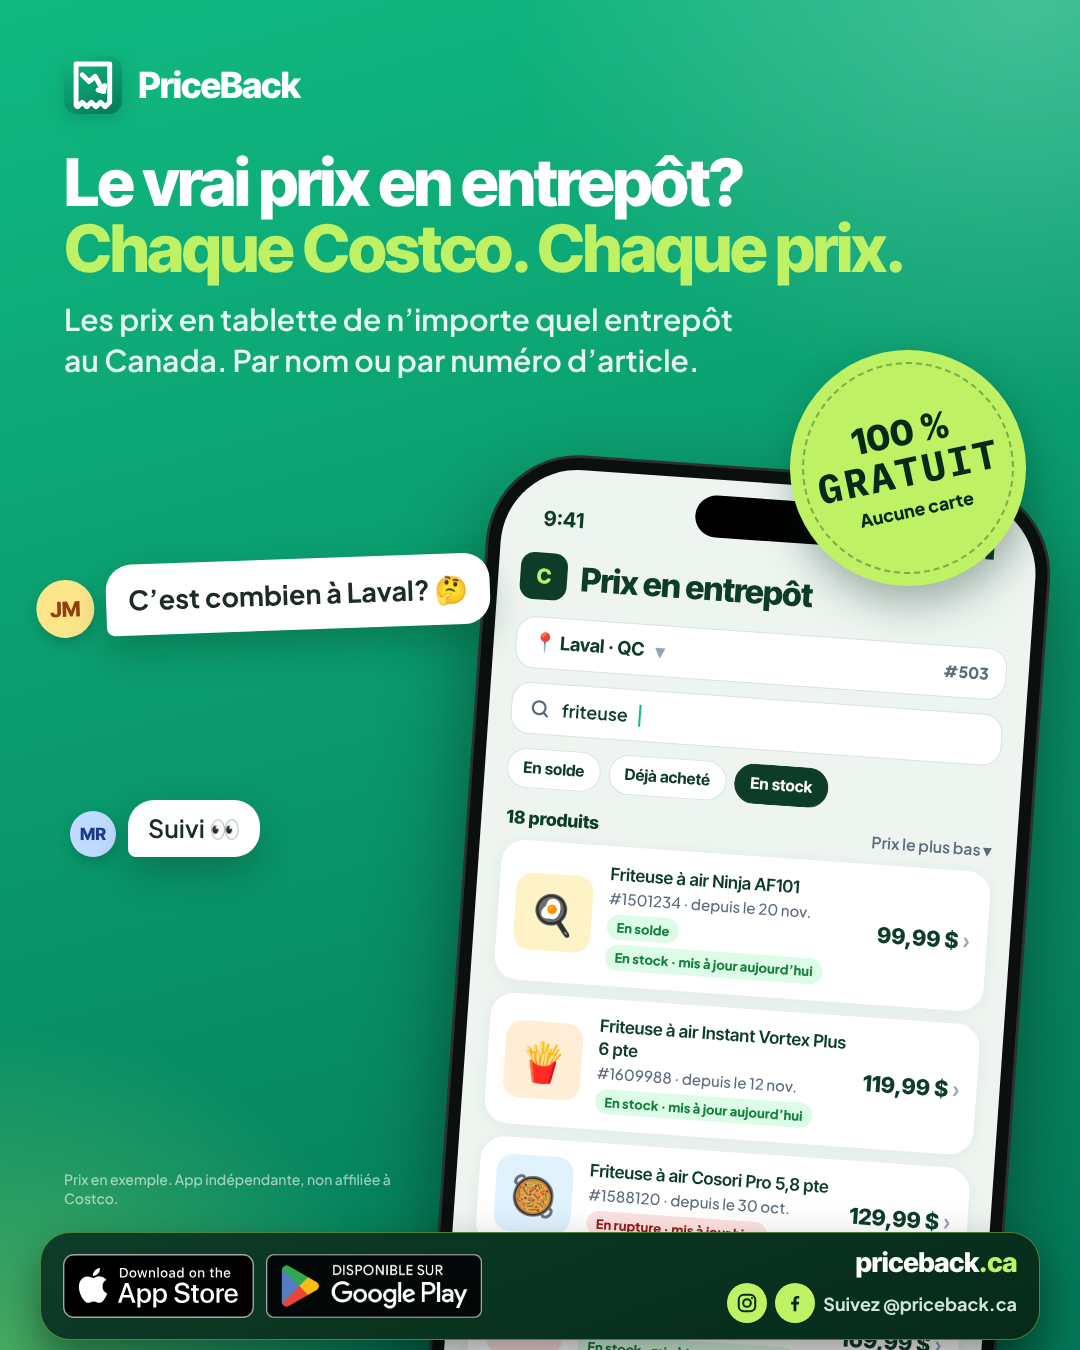 PriceBack
Le vrai prix en entrepôt?
Chaque Costco. Chaque prix.
Les prix en tablette de n’importe quel entrepôt
au Canada. Par nom ou par numéro d’article.
100 %
GRATUIT
Aucune carte
9:41
C
Prix en entrepôt
JM
C’est combien à Laval? 🤔
📍 Laval · QC ▾
#503
friteuse
En solde
Déjà acheté
En stock
MR
Suivi 👀
18 produits
Prix le plus bas ▾
Friteuse à air Ninja AF101
#1501234 · depuis le 20 nov.
En solde
En stock · mis à jour aujourd’hui
99,99 $ ›
Friteuse à air Instant Vortex Plus
6 pte
#1609988 · depuis le 12 nov.
En stock · mis à jour aujourd’hui
119,99 $ ›
Friteuse à air Cosori Pro 5,8 pte
#1588120 · depuis le 30 oct.
En rupture · mis à jour
129,99 $ ›
Prix en exemple. App indépendante, non affiliée à
Costco.
Download on the
App Store
DISPONIBLE SUR
Google Play
priceback.ca
Suivez @priceback.ca